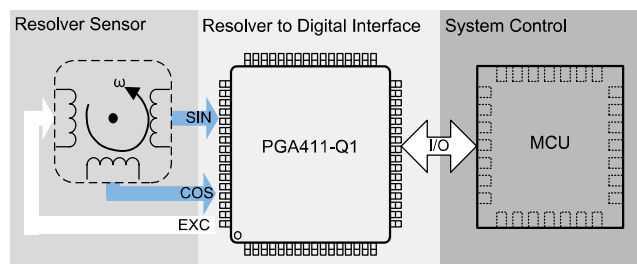 Resolver Sensor
Resolver to Digital Interface
System Control
ω
SIN
PGA411-Q1
I/O
MCU
COS
EXC